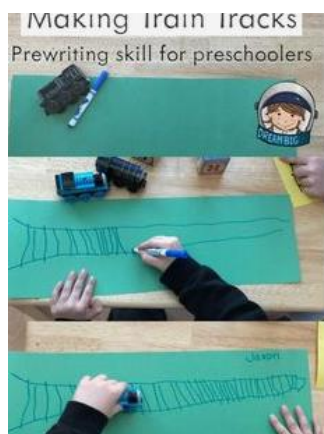 Making Train Tracks
Prewriting skill for preschoolers
DREAM BIG
Jaxon